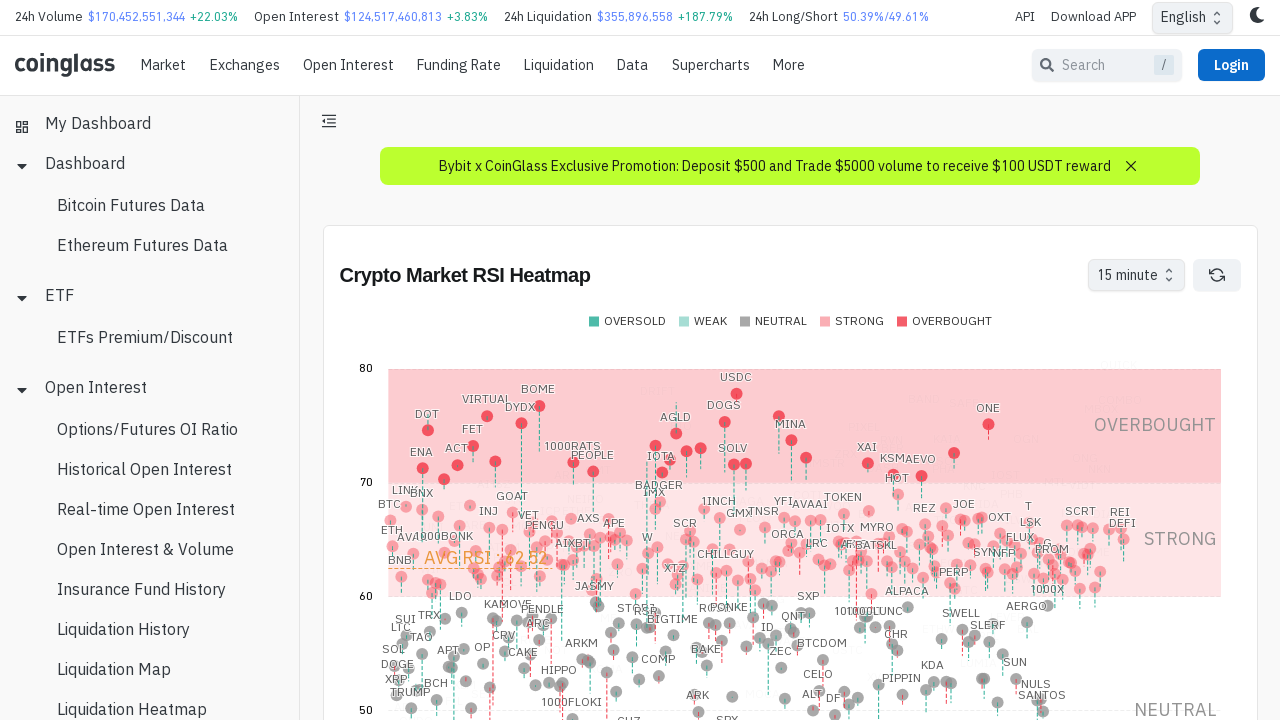 24h Volume $170,452,551,344 +22.03% Open Interest $124,517,460,813 +3.83% 24h Liquidation $355,896,558 +187.79% 24h Long/Short 50.39%/49.61% API Download APP English
coinglass Market Exchanges Open Interest Funding Rate Liquidation Data Supercharts More Search / Login
My Dashboard
Dashboard
Bitcoin Futures Data
Ethereum Futures Data
ETF
ETFs Premium/Discount
Open Interest
Options/Futures OI Ratio
Historical Open Interest
Real-time Open Interest
Open Interest & Volume
Insurance Fund History
Liquidation History
Liquidation Map
Liquidation Heatmap
Bybit x CoinGlass Exclusive Promotion: Deposit $500 and Trade $5000 volume to receive $100 USDT reward
Crypto Market RSI Heatmap 15 minute
OVERSOLD WEAK NEUTRAL STRONG OVERBOUGHT
80
USDC
BOME
VIRTUAL DYDX DOGS ONE
DOT AGLD MINA OVERBOUGHT
FET
ENA ACT 1000RATS PEOPLE IOTA SOLV XAI KSM AEVO
70
HOT
BADGER
LINK BNX GOAT IMX
BTC 1INCH YFI AVAAI TOKEN JOE T
INJ VET AXS APE GMX TNSR REZ OXT SCRT REI
ETH PENGU SCR IOTX MYRO LSK DEFI
1000BONK ORCA FLUX STRONG
AIXBT W LRC BAT SKL
BNB AVG RSI CHILLGUY SYN NFP PROM
XTZ PERP
JASMY ALPACA 1000X
60
LDO SXP
KAMOVE PENDLE PONKE AERGO
SUI TRX ARC BIGTIME QNT SWELL
LTC ID SLERF
TAO CRV CHR
SOL APT OP CAKE ARKM BAKE ZEC BTCDOM
DOGE COMP KDA SUN
XRP BCH HIPPO CELO PIPPIN NULS
TRUMP 1000FLOKI ARK ALT DF SANTOS
50 NEUTRAL